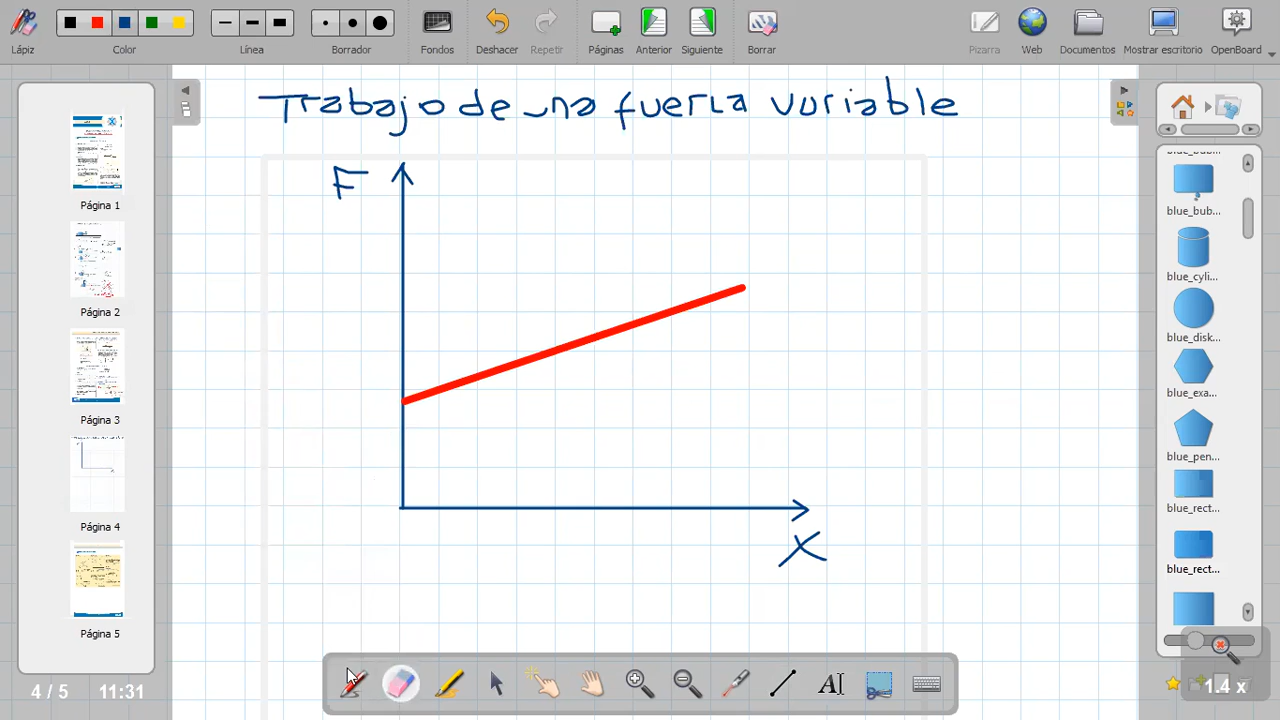 Lápiz Color Línea Borrador Fondos Deshacer Repetir Páginas Anterior Siguiente Borrar Pizarra Web Documentos Mostrar escritorio OpenBoard
Trabajo de una fuerza variable
F
X
Página 1
Página 2
Página 3
Página 4
Página 5
4 / 5 11:31
blue_bub...
blue_cyli...
blue_disk...
blue_exa...
blue_pen...
blue_rect...
blue_rect...
1.4 x